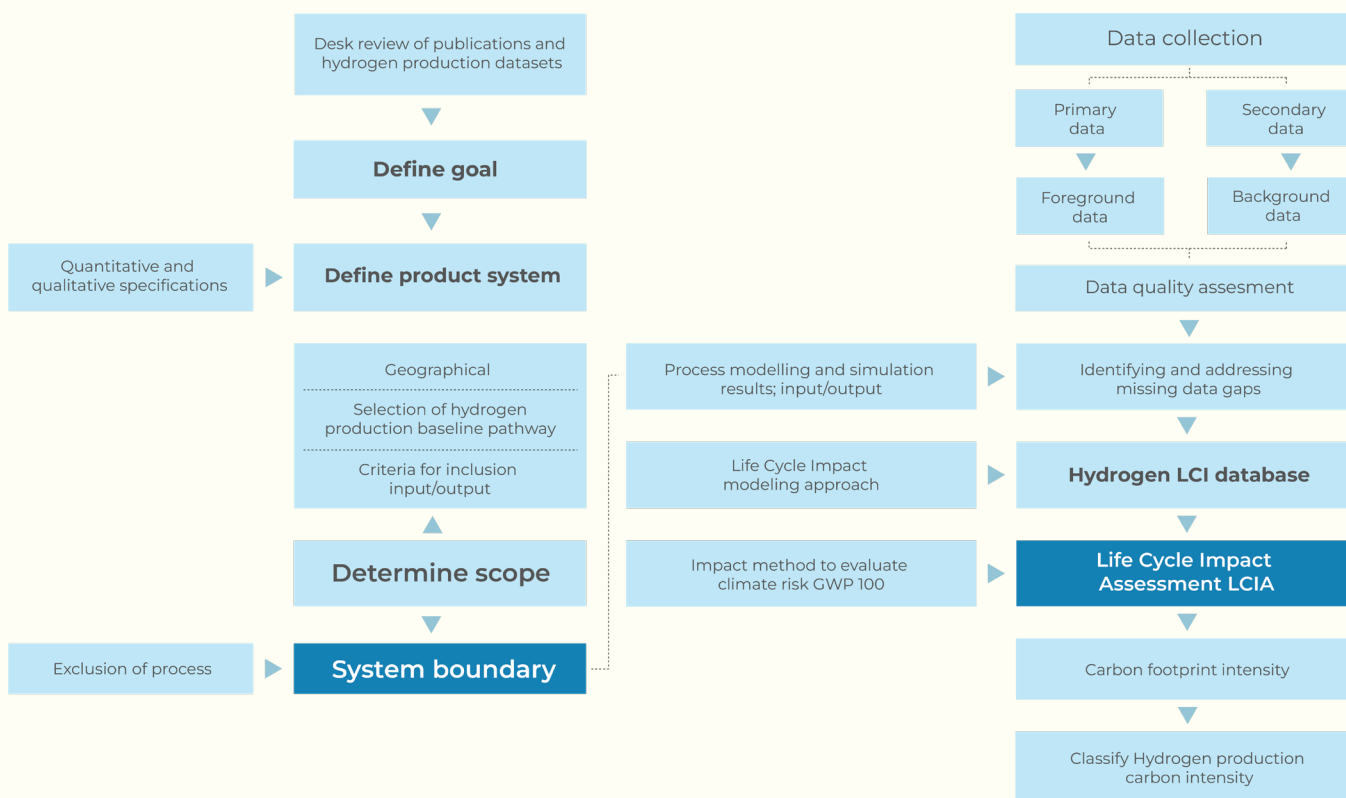 Desk review of publications and
hydrogen production datasets
Define goal
Quantitative and
qualitative specifications
Define product system
Geographical
Selection of hydrogen
production baseline pathway
Criteria for inclusion
input/output
Determine scope
Exclusion of process
System boundary
Process modelling and simulation
results; input/output
Life Cycle Impact
modeling approach
Impact method to evaluate
climate risk GWP 100
Data collection
Primary
data
Secondary
data
Foreground
data
Background
data
Data quality assesment
Identifying and addressing
missing data gaps
Hydrogen LCI database
Life Cycle Impact
Assessment LCIA
Carbon footprint intensity
Classify Hydrogen production
carbon intensity